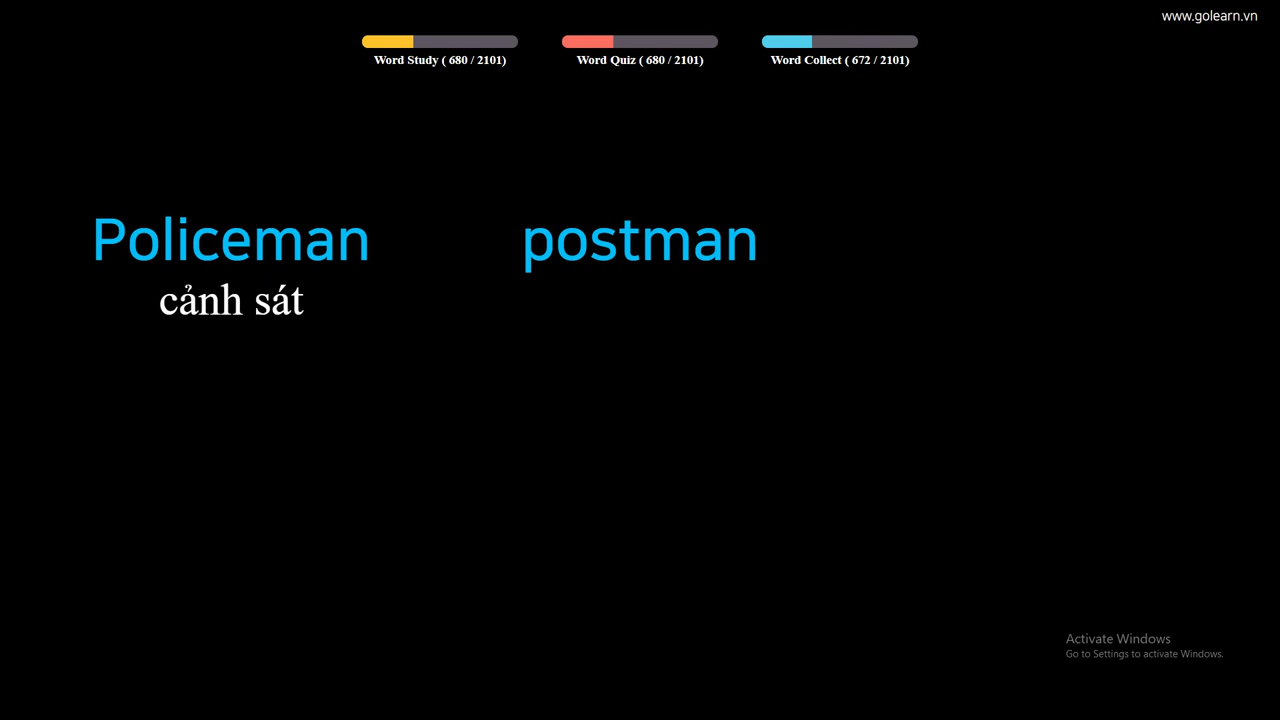 www.golearn.vn
Word Study ( 680 / 2101)
Word Quiz ( 680 / 2101)
Word Collect ( 672 / 2101)
Policeman
postman
cảnh sát
Activate Windows
Go to Settings to activate Windows.